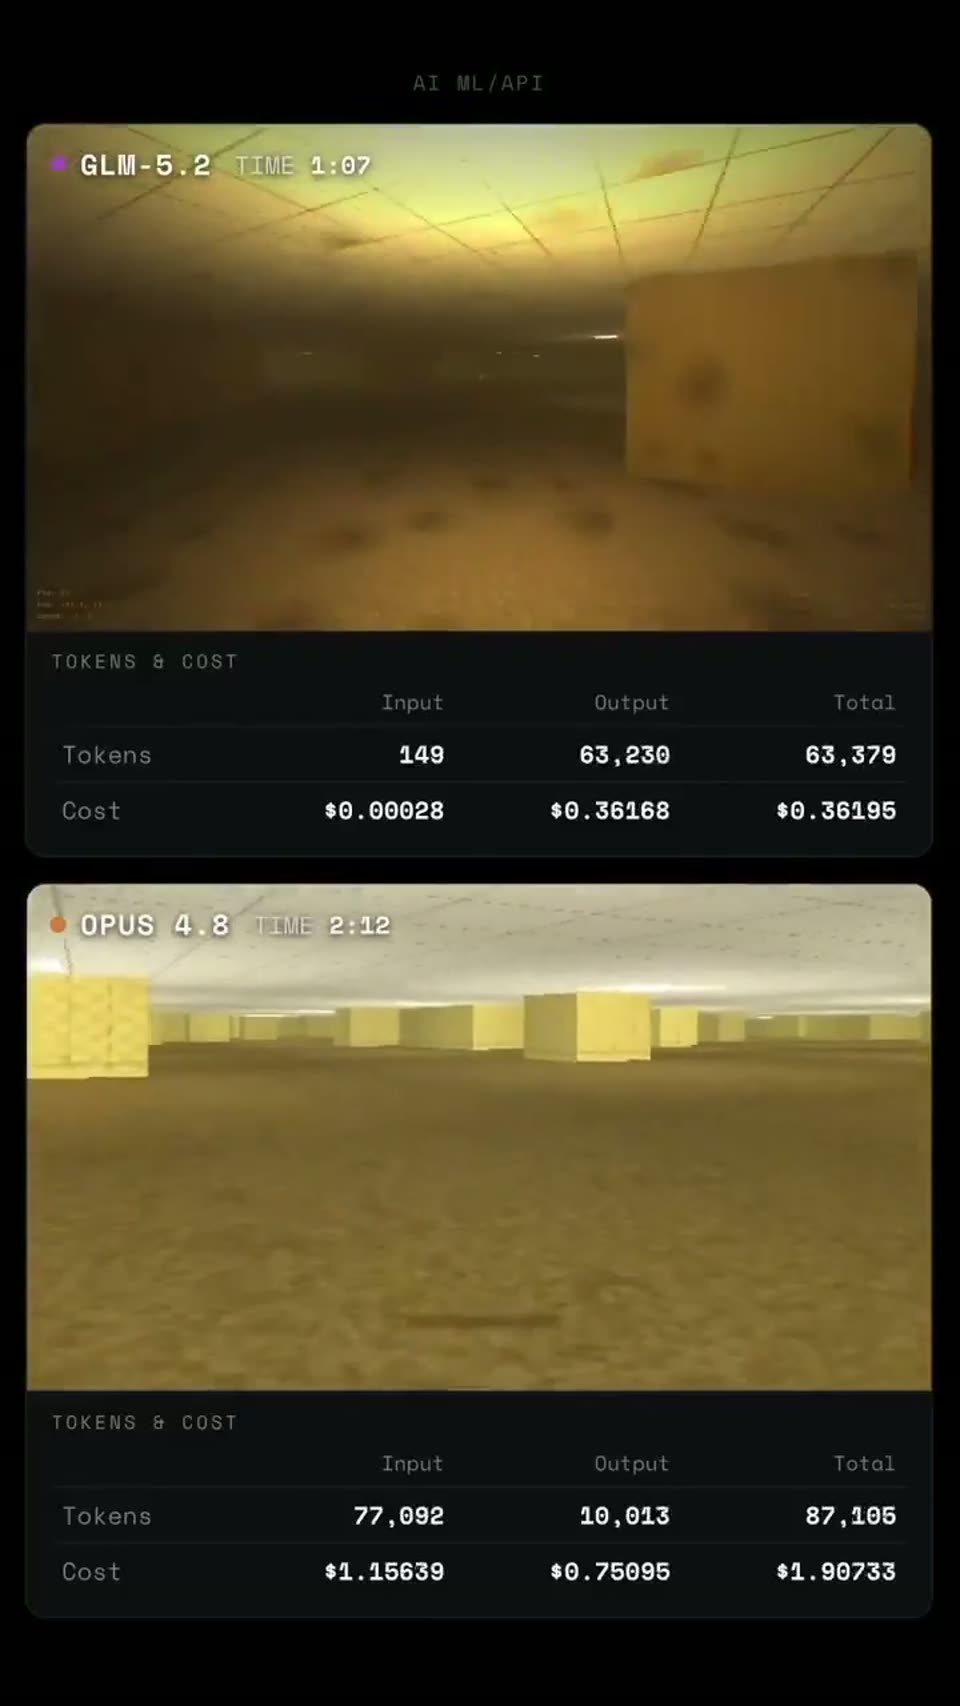 AI ML/API
GLM-5.2 TIME 1:07
TOKENS & COST
Input Output Total
Tokens 149 63,230 63,379
Cost $0.00028 $0.36168 $0.36195
OPUS 4.8 TIME 2:12
TOKENS & COST
Input Output Total
Tokens 77,092 10,013 87,105
Cost $1.15639 $0.75095 $1.90733